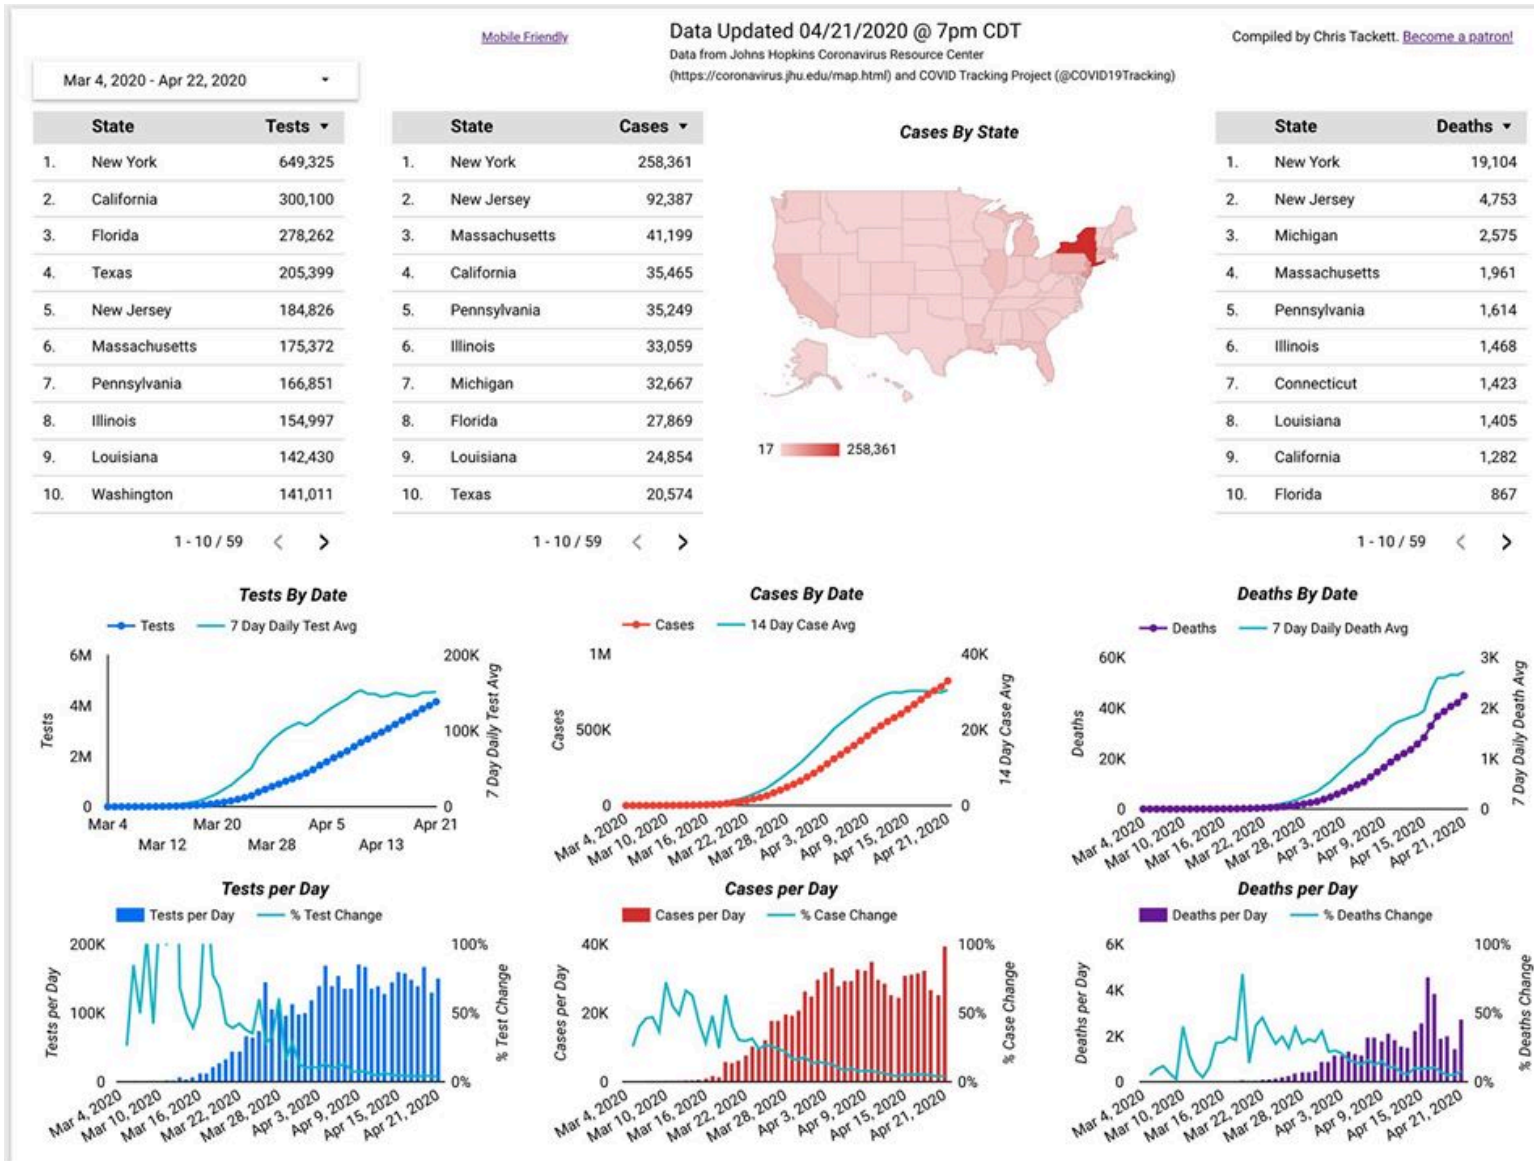 Mobile Friendly
Data Updated 04/21/2020 @ 7pm CDT
Compiled by Chris Tackett. Become a patron!
Data from Johns Hopkins Coronavirus Resource Center
(https://coronavirus.jhu.edu/map.html) and COVID Tracking Project (@COVID19Tracking)
Mar 4, 2020 - Apr 22, 2020
State Tests
1. New York 649,325
2. California 300,100
3. Florida 278,262
4. Texas 205,399
5. New Jersey 184,826
6. Massachusetts 175,372
7. Pennsylvania 166,851
8. Illinois 154,997
9. Louisiana 142,430
10. Washington 141,011
1 - 10 / 59
State Cases
1. New York 258,361
2. New Jersey 92,387
3. Massachusetts 41,199
4. California 35,465
5. Pennsylvania 35,249
6. Illinois 33,059
7. Michigan 32,667
8. Florida 27,869
9. Louisiana 24,854
10. Texas 20,574
1 - 10 / 59
Cases By State
17 258,361
State Deaths
1. New York 19,104
2. New Jersey 4,753
3. Michigan 2,575
4. Massachusetts 1,961
5. Pennsylvania 1,614
6. Illinois 1,468
7. Connecticut 1,423
8. Louisiana 1,405
9. California 1,282
10. Florida 867
1 - 10 / 59
Tests By Date
Tests 7 Day Daily Test Avg
6M 200K
4M
100K
2M
0 0
Tests
7 Day Daily Test Avg
Mar 4 Mar 20 Apr 5 Apr 21
Mar 12 Mar 28 Apr 13
Cases By Date
Cases 14 Day Case Avg
1M 40K
500K 20K
0 0
Cases
14 Day Case Avg
Mar 4, 2020 Mar 10, 2020 Mar 16, 2020 Mar 22, 2020 Mar 28, 2020 Apr 3, 2020 Apr 9, 2020 Apr 15, 2020 Apr 21, 2020
Deaths By Date
Deaths 7 Day Daily Death Avg
60K 3K
40K 2K
20K 1K
0 0
Deaths
7 Day Daily Death Avg
Mar 4, 2020 Mar 10, 2020 Mar 16, 2020 Mar 22, 2020 Mar 28, 2020 Apr 3, 2020 Apr 9, 2020 Apr 15, 2020 Apr 21, 2020
Tests per Day
Tests per Day % Test Change
200K 100%
100K 50%
0 0%
Tests per Day
% Test Change
Mar 4, 2020 Mar 10, 2020 Mar 16, 2020 Mar 22, 2020 Mar 28, 2020 Apr 3, 2020 Apr 9, 2020 Apr 15, 2020 Apr 21, 2020
Cases per Day
Cases per Day % Case Change
40K 100%
20K 50%
0 0%
Cases per Day
% Case Change
Mar 4, 2020 Mar 10, 2020 Mar 16, 2020 Mar 22, 2020 Mar 28, 2020 Apr 3, 2020 Apr 9, 2020 Apr 15, 2020 Apr 21, 2020
Deaths per Day
Deaths per Day % Deaths Change
6K 100%
4K
50%
2K
0 0%
Deaths per Day
% Deaths Change
Mar 4, 2020 Mar 10, 2020 Mar 16, 2020 Mar 22, 2020 Mar 28, 2020 Apr 3, 2020 Apr 9, 2020 Apr 15, 2020 Apr 21, 2020